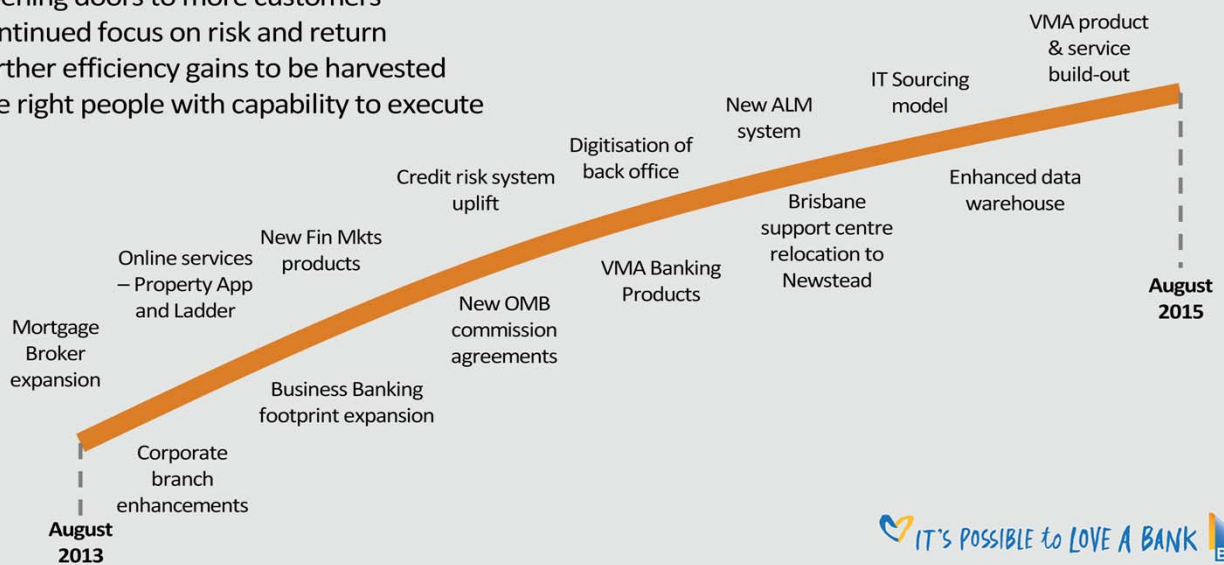 to more customers
focus on risk and return
efficiency gains to be harvested
right people with capability to execute
VMA product
& service
build-out
IT Sourcing
model
New ALM
system
Digitisation of
back office
Credit risk system
uplift
New Fin Mkts
products
Online services
– Property App
and Ladder
Mortgage
Broker
expansion
Enhanced data
warehouse
Brisbane
support centre
relocation to
Newstead
VMA Banking
Products
New OMB
commission
agreements
Business Banking
footprint expansion
Corporate
branch
enhancements
August
2013
August
2015
IT'S POSSIBLE to LOVE A BANK